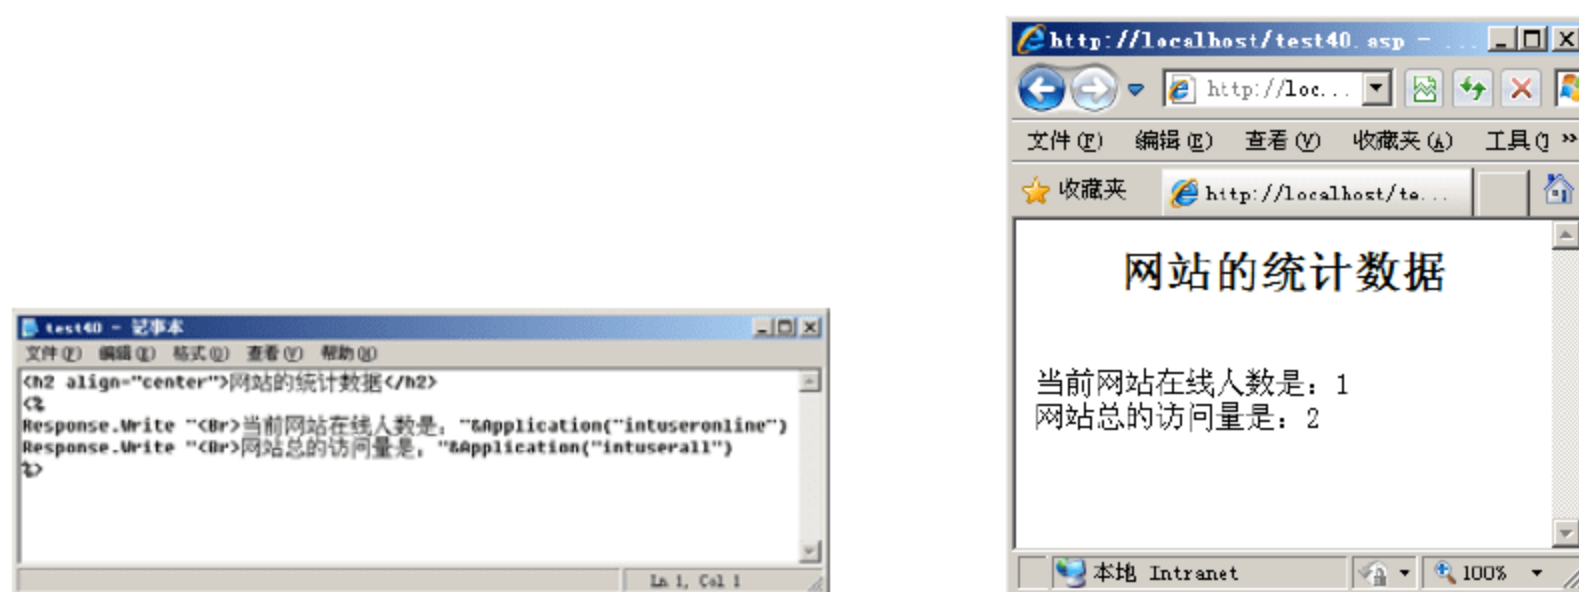 test40 - 记事本
文件(F) 编辑(E) 格式(O) 查看(V) 帮助(H)
<h2 align="center">网站的统计数据</h2>
<%
Response.Write "<Br>当前网站在线人数是："&Application("intuseronline")
Response.Write "<Br>网站总的访问量是："&Application("intuserall")
%>
Ln 1, Col 1
http://localhost/test40.asp - ...
http://loc...
文件(F) 编辑(E) 查看(V) 收藏夹(A) 工具(T »
收藏夹 http://localhost/te...
网站的统计数据
当前网站在线人数是：1
网站总的访问量是：2
本地 Intranet 100%